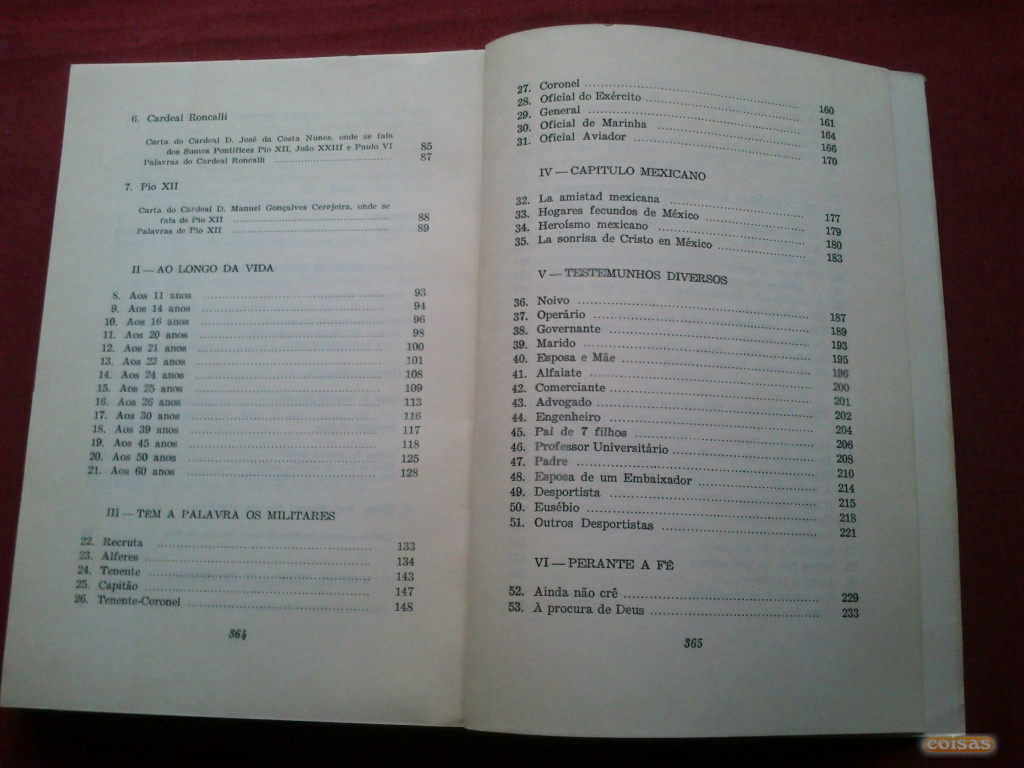 6. Cardeal Roncalli
Carta do Cardeal D. José da Costa Nunes, onde se fala
dos Sumos Pontífices Pio XII, João XXIII e Paulo VI 85
Palavras do Cardeal Roncalli ........ 87
7. Pio XII
Carta do Cardeal D. Manuel Gonçalves Cerejeira, onde se
fala de Pio XII ........ 88
Palavras de Pio XII ........ 89
II — AO LONGO DA VIDA
8. Aos 11 anos ........ 93
9. Aos 14 anos ........ 94
10. Aos 16 anos ........ 96
11. Aos 20 anos ........ 98
12. Aos 21 anos ........ 100
13. Aos 22 anos ........ 101
14. Aos 24 anos ........ 108
15. Aos 25 anos ........ 109
16. Aos 26 anos ........ 113
17. Aos 30 anos ........ 116
18. Aos 39 anos ........ 117
19. Aos 45 anos ........ 118
20. Aos 50 anos ........ 125
21. Aos 60 anos ........ 128
III — TÊM A PALAVRA OS MILITARES
22. Recruta ........ 133
23. Alferes ........ 134
24. Tenente ........ 143
25. Capitão ........ 147
26. Tenente-Coronel ........ 148
364
27. Coronel ........ 160
28. Oficial do Exército ........ 161
29. General ........ 164
30. Oficial de Marinha ........ 166
31. Oficial Aviador ........ 170
IV — CAPITULO MEXICANO
32. La amistad mexicana ........ 177
33. Hogares fecundos de México ........ 179
34. Heroísmo mexicano ........ 180
35. La sonrisa de Cristo en México ........ 183
V — TESTEMUNHOS DIVERSOS
36. Noivo ........ 187
37. Operário ........ 189
38. Governante ........ 193
39. Marido ........ 195
40. Esposa e Mãe ........ 196
41. Alfaiate ........ 200
42. Comerciante ........ 201
43. Advogado ........ 202
44. Engenheiro ........ 204
45. Pai de 7 filhos ........ 206
46. Professor Universitário ........ 208
47. Padre ........ 210
48. Esposa de um Embaixador ........ 214
49. Desportista ........ 215
50. Eusébio ........ 218
51. Outros Desportistas ........ 221
VI — PERANTE A FÉ
52. Ainda não crê ........ 229
53. À procura de Deus ........ 233
365
coisas